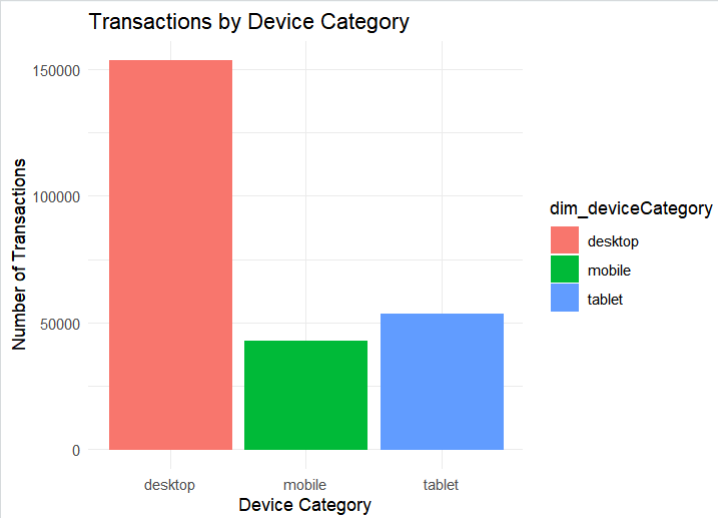 Transactions by Device Category
Number of Transactions
150000
100000
50000
0
desktop
mobile
tablet
Device Category
dim_deviceCategory
desktop
mobile
tablet